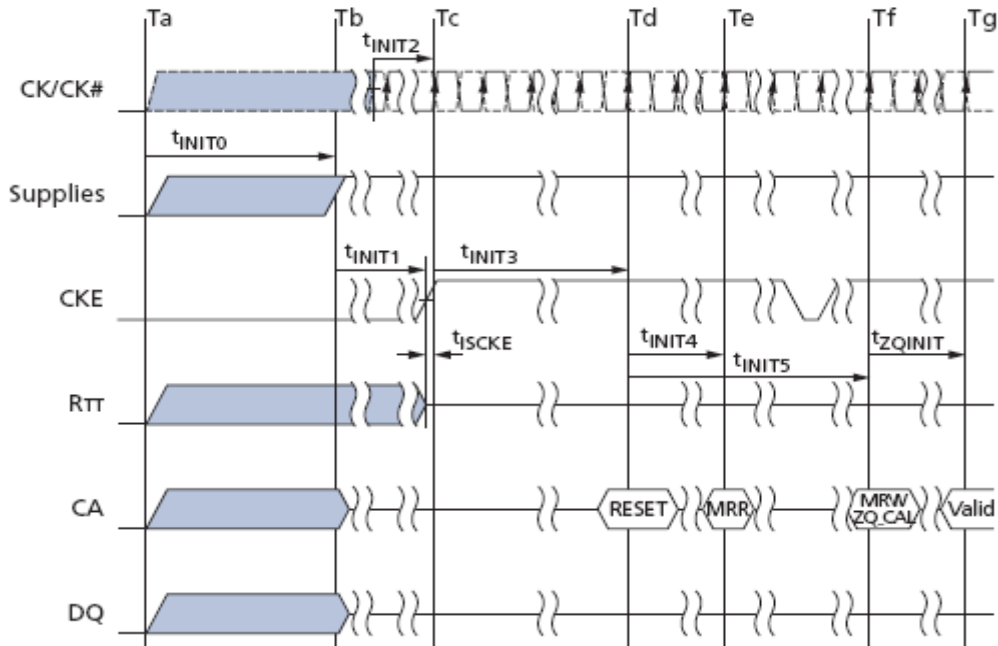 Ta Tb Tc Td Te Tf Tg
tINIT2
CK/CK#
tINIT0
Supplies
tINIT1 tINIT3
CKE
tISCKE tINIT4 tZQINIT
tINIT5
RTT
CA RESET MRR MRW ZQ_CAL Valid
DQ